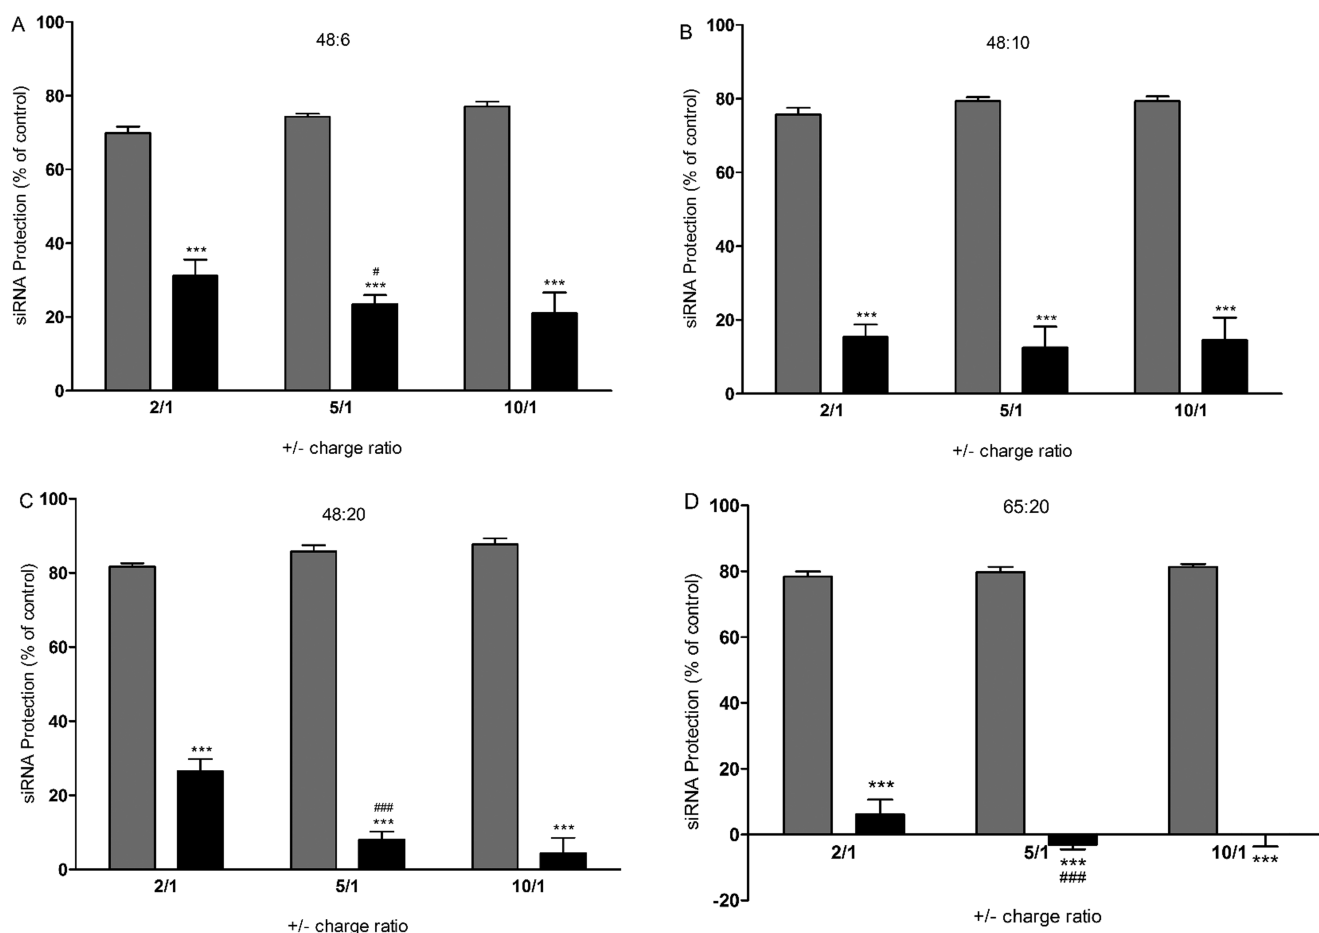 A
48:6
siRNA Protection (% of control)
100
80
60
40
20
0
***
#
***
***
2/1 5/1 10/1
+/- charge ratio
B
48:10
siRNA Protection (% of control)
100
80
60
40
20
0
***
***
***
2/1 5/1 10/1
+/- charge ratio
C
48:20
siRNA Protection (% of control)
100
80
60
40
20
0
***
###
***
***
2/1 5/1 10/1
+/- charge ratio
D
65:20
siRNA Protection (% of control)
100
80
60
40
20
0
-20
***
2/1 5/1 10/1
***
###
***
+/- charge ratio